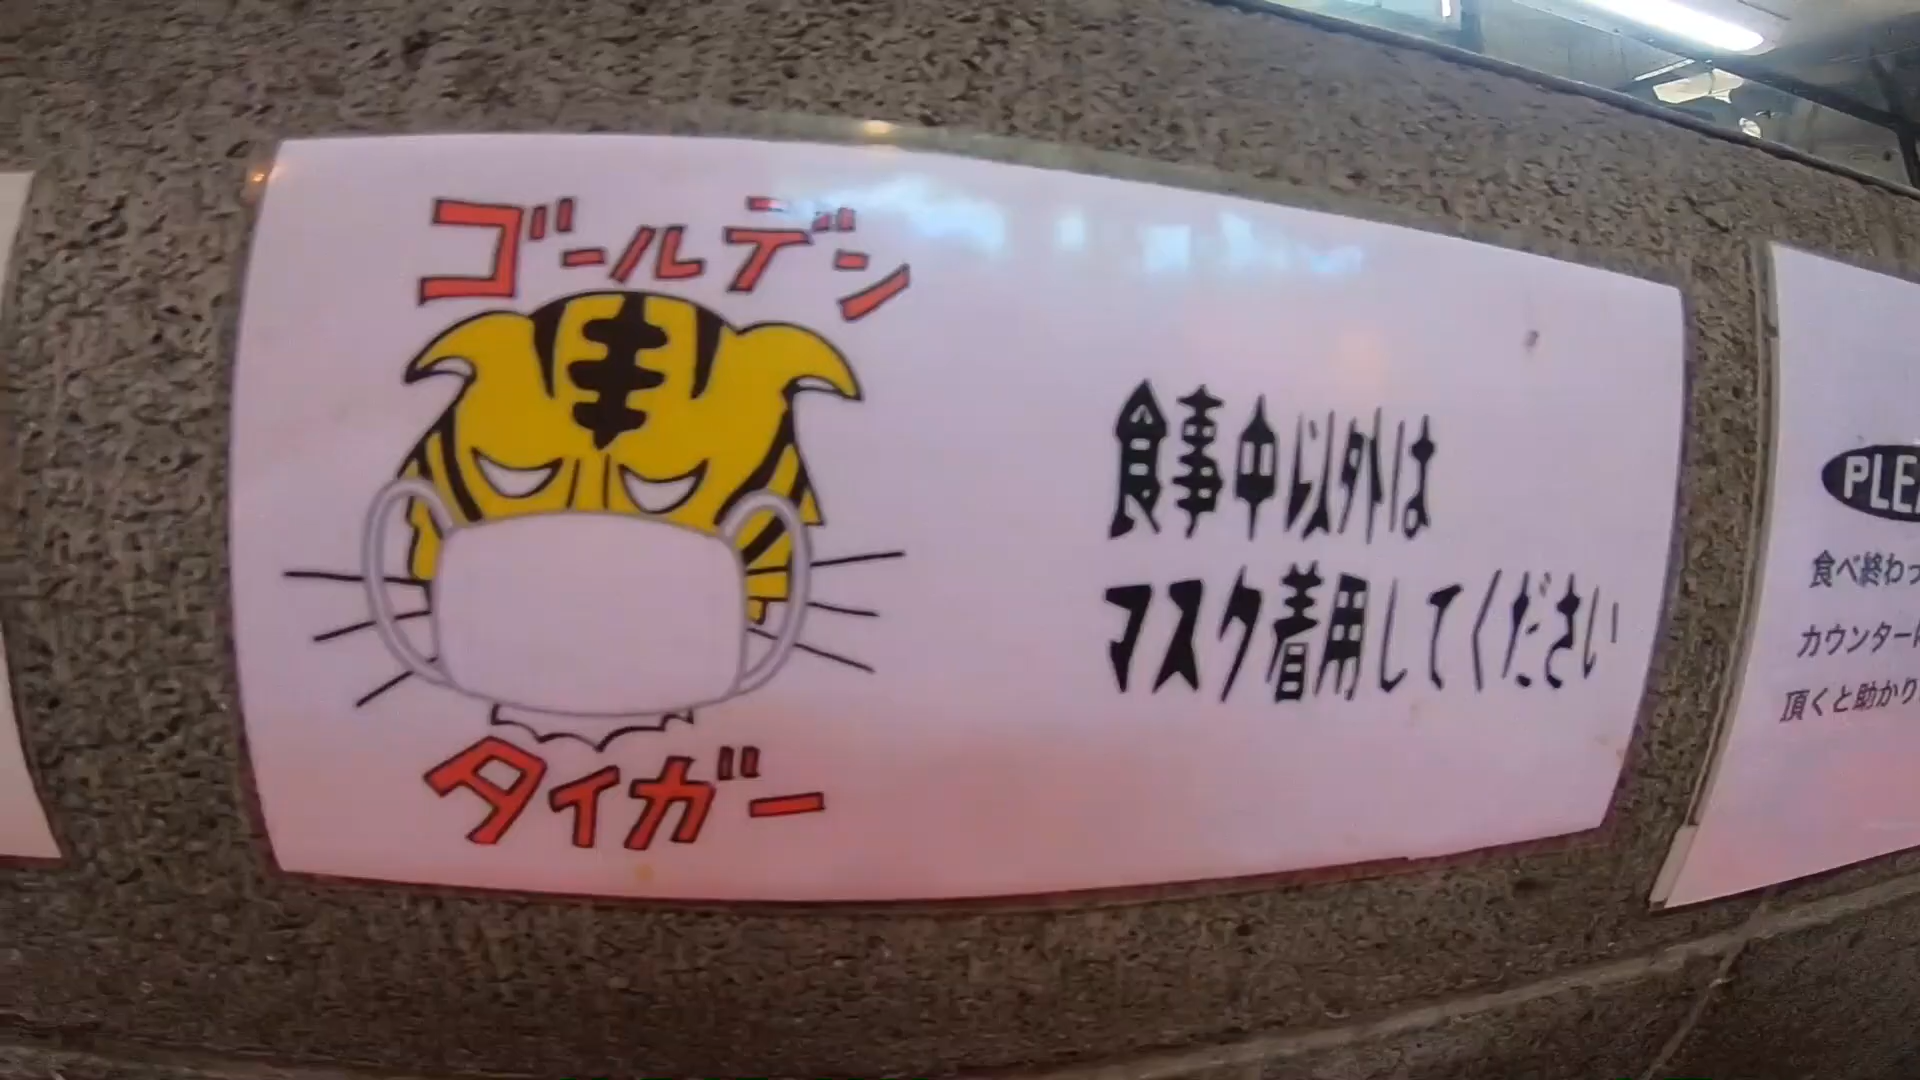 ゴールデン
タイガー
食事中以外は
マスク着用してください
PLEA
食べ終わっ
カウンター
頂くと助かり